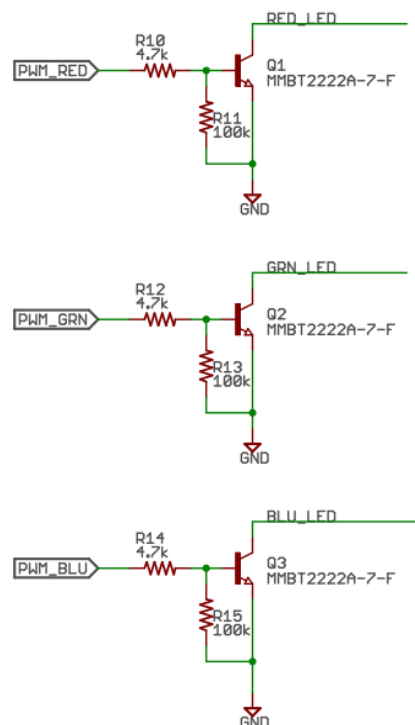 RED_LED
R10
4.7k
PWM_RED
Q1
MMBT2222A-7-F
R11
100k
GND
GRN_LED
R12
4.7k
PWM_GRN
Q2
MMBT2222A-7-F
R13
100k
GND
BLU_LED
R14
4.7k
PWM_BLU
Q3
MMBT2222A-7-F
R15
100k
GND